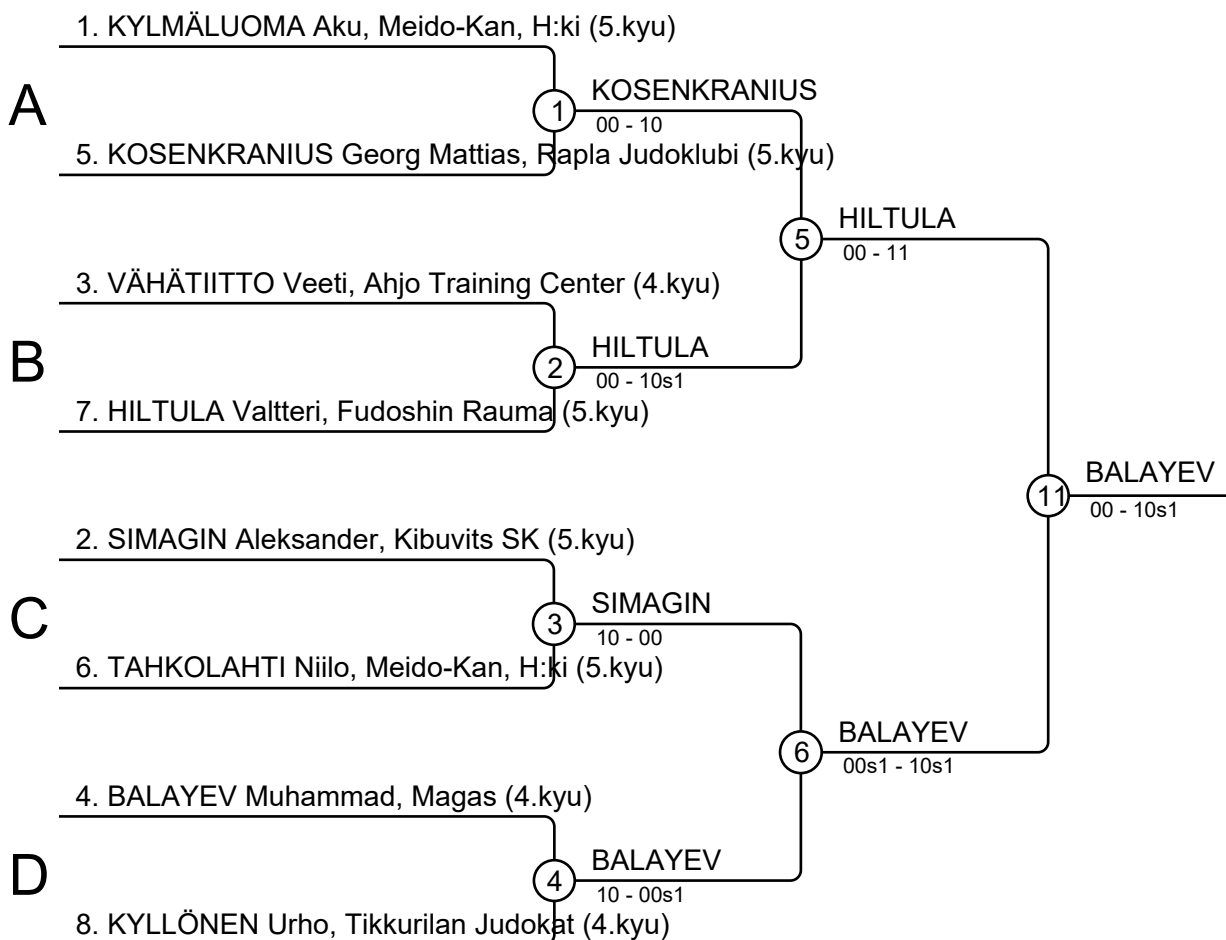 1. KYLMÄLUOMA Aku, Meido-Kan, H:ki (5.kyu)
A
1
KOSENKRANIUS
00 - 10
5. KOSENKRANIUS Georg Mattias, Rapla Judoklubi (5.kyu)
5
HILTULA
00 - 11
3. VÄHÄTIITTO Veeti, Ahjo Training Center (4.kyu)
B
2
HILTULA
00 - 10s1
7. HILTULA Valtteri, Fudoshin Rauma (5.kyu)
11
BALAYEV
00 - 10s1
2. SIMAGIN Aleksander, Kibuvits SK (5.kyu)
C
3
SIMAGIN
10 - 00
6. TAHKOLAHTI Niilo, Meido-Kan, H:ki (5.kyu)
6
BALAYEV
00s1 - 10s1
4. BALAYEV Muhammad, Magas (4.kyu)
D
4
BALAYEV
10 - 00s1
8. KYLLÖNEN Urho, Tikkurilan Judokat (4.kyu)